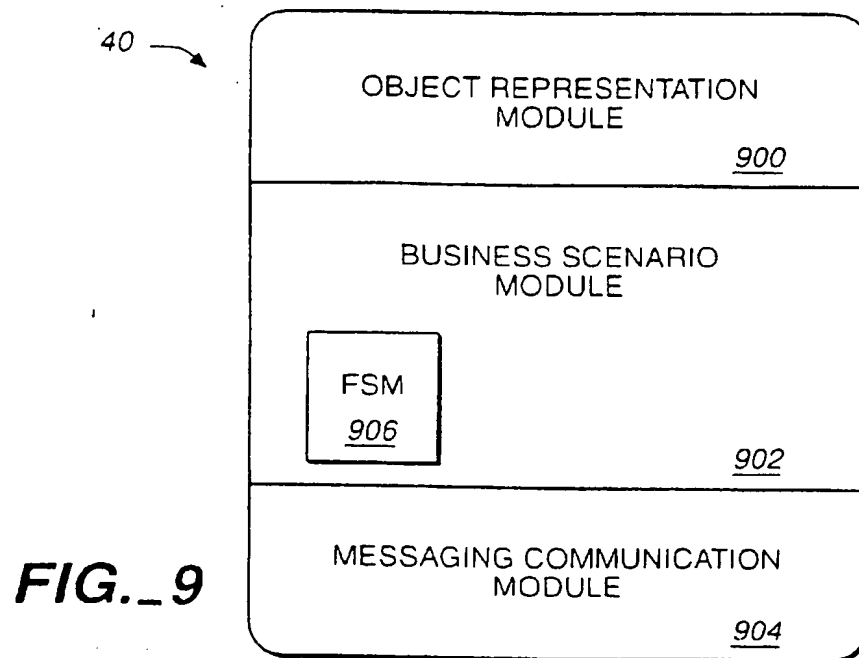 40
OBJECT REPRESENTATION
MODULE
900
BUSINESS SCENARIO
MODULE
FSM
906
902
MESSAGING COMMUNICATION
MODULE
904
FIG._9